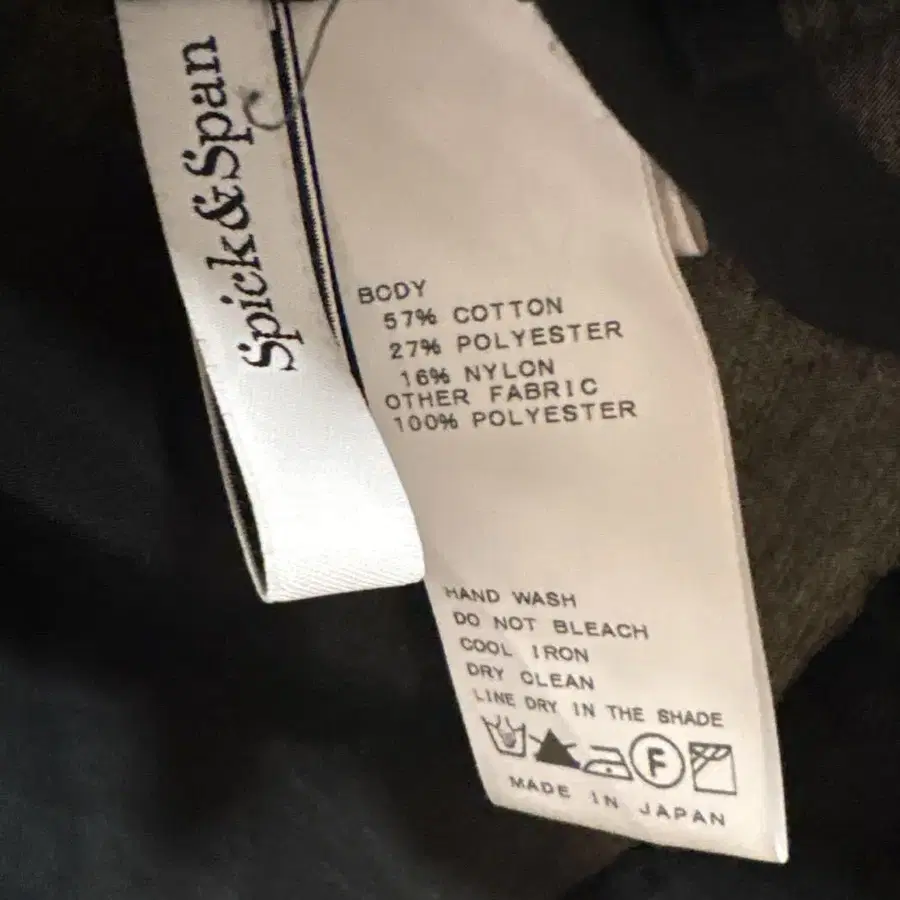 Spick&Span
BODY
57% COTTON
27% POLYESTER
16% NYLON
OTHER FABRIC
100% POLYESTER
HAND WASH
DO NOT BLEACH
COOL IRON
DRY CLEAN
LINE DRY IN THE SHADE
F
MADE IN JAPAN